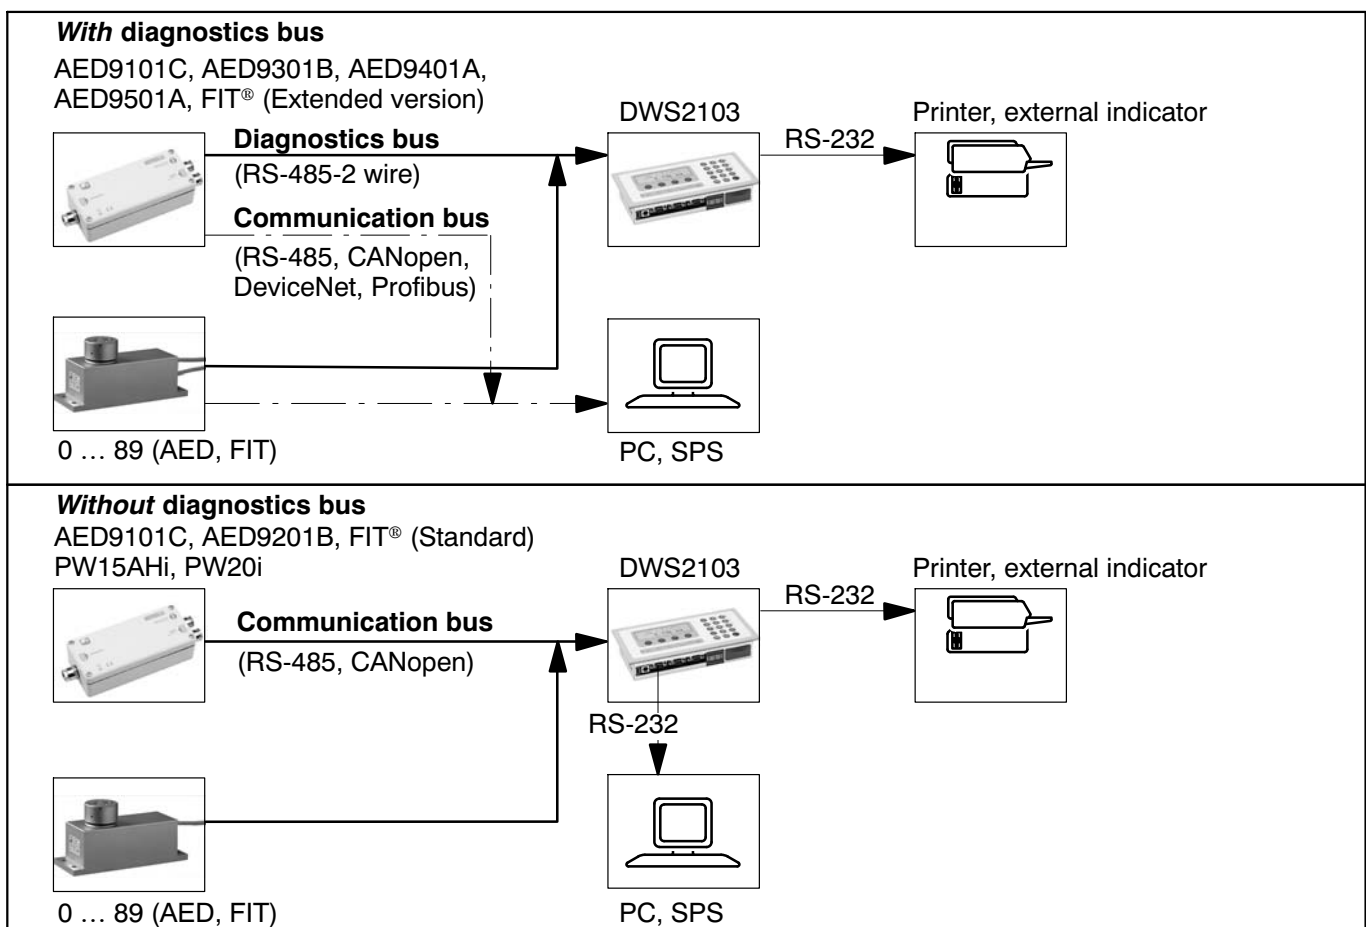 With diagnostics bus
AED9101C, AED9301B, AED9401A,
AED9501A, FIT® (Extended version)
DWS2103
Printer, external indicator
Diagnostics bus
RS-232
(RS-485-2 wire)
Communication bus
(RS-485, CANopen,
DeviceNet, Profibus)
0 … 89 (AED, FIT)
PC, SPS
Without diagnostics bus
AED9101C, AED9201B, FIT® (Standard)
PW15AHi, PW20i
DWS2103
Printer, external indicator
RS-232
Communication bus
(RS-485, CANopen)
RS-232
0 … 89 (AED, FIT)
PC, SPS